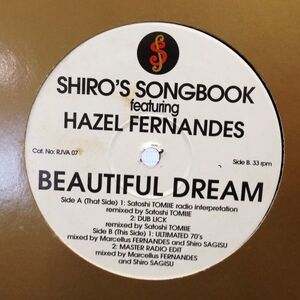 SHIRO'S SONGBOOK
featuring
HAZEL FERNANDES
Cat. No: RJVA 07
Side B. 33 rpm
BEAUTIFUL DREAM
Side A (That Side) 1: Satoshi TOMIIE radio interpretation
remixed by Satoshi TOMIIE
2: DUB LICK
remixed by Satoshi TOMIIE
Side B (This Side) 1: ULTIMATED 70's
mixed by Marcellus FERNANDES and Shiro SAGISU
2: MASTER RADIO EDIT
mixed by Marcellus FERNANDES
and Shiro SAGISU